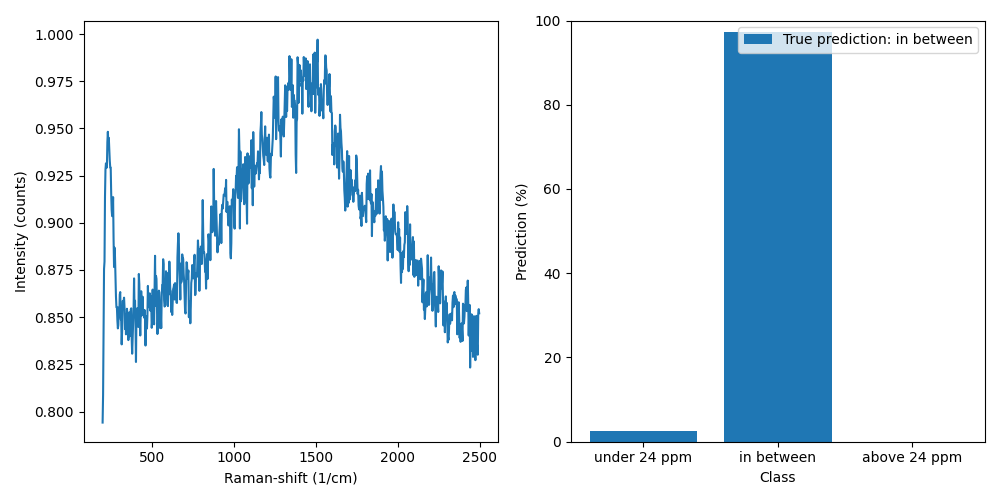 1.000
0.975
0.950
0.925
0.900
0.875
0.850
0.825
0.800
Intensity (counts)
500
1000
1500
2000
2500
Raman-shift (1/cm)
100
80
60
40
20
0
Prediction (%)
True prediction: in between
under 24 ppm
in between
above 24 ppm
Class